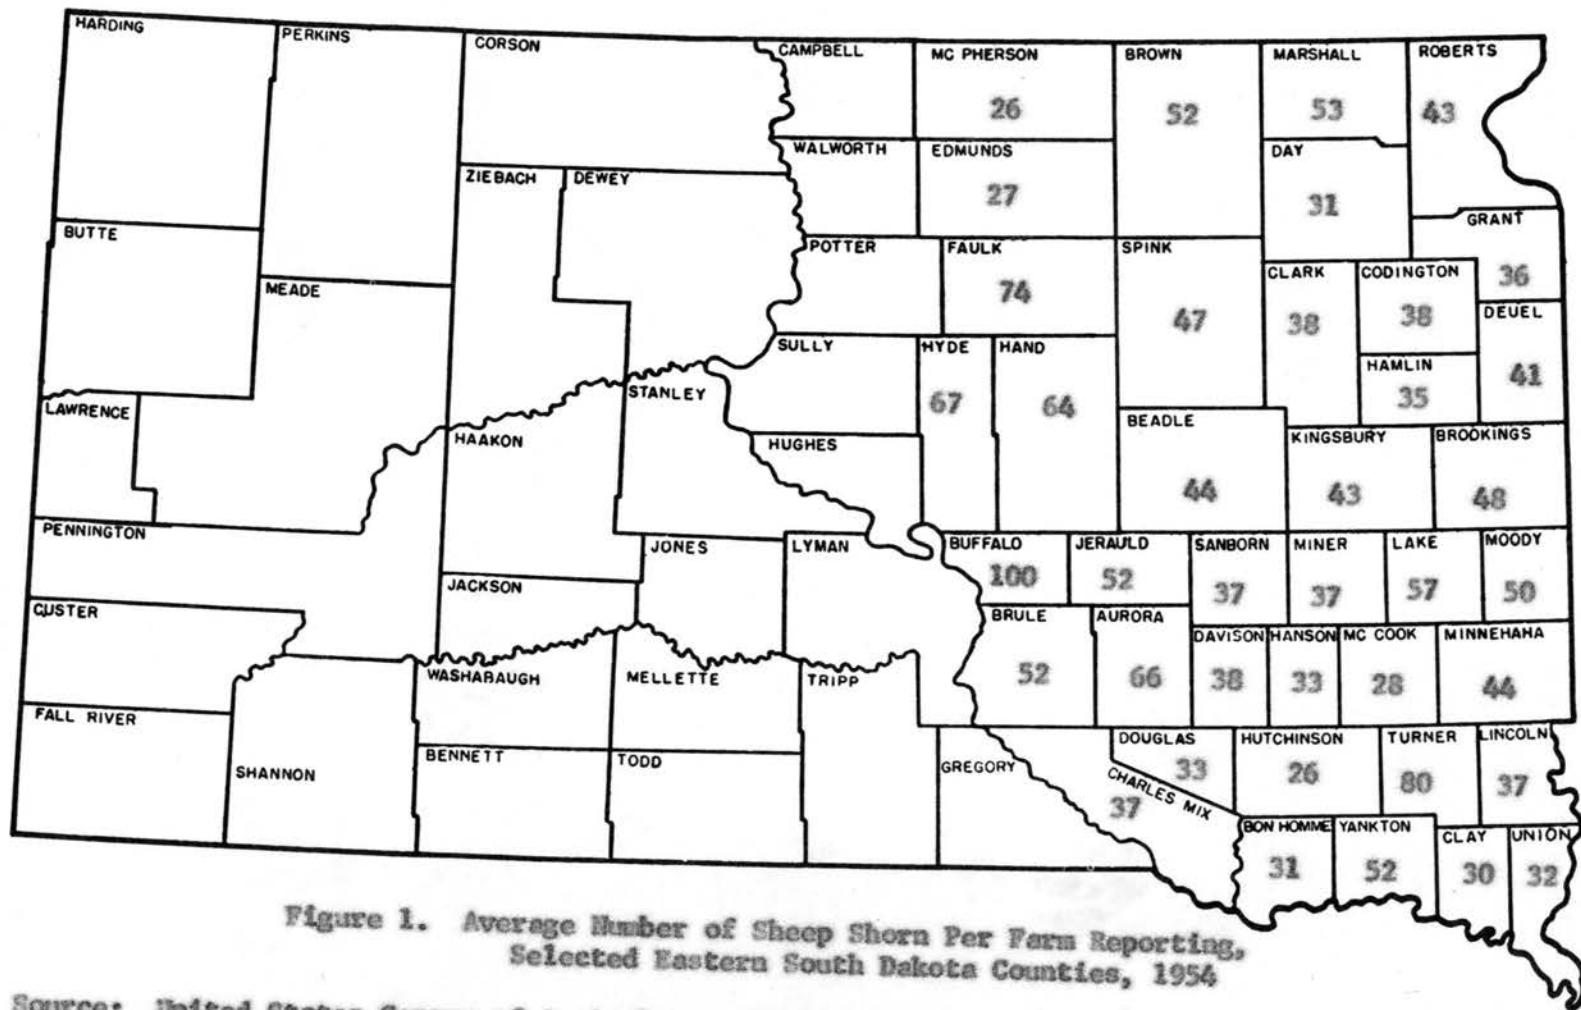 HARDING
PERKINS
CORSON
CAMPBELL
MC PHERSON
26
BROWN
52
MARSHALL
53
ROBERTS
43
WALWORTH
EDMUNDS
27
DAY
31
ZIEBACH
DEWEY
BUTTE
GRANT
36
POTTER
FAULK
74
SPINK
47
CLARK
38
CODINGTON
38
MEADE
DEUEL
41
SULLY
HYDE
67
HAND
64
HAMLIN
35
LAWRENCE
STANLEY
HAAKON
HUGHES
BEADLE
44
KINGSBURY
43
BROOKINGS
48
PENNINGTON
JONES
LYMAN
BUFFALO
100
JERAULD
52
SANBORN
37
MINER
37
LAKE
57
MOODY
50
JACKSON
CUSTER
BRULE
52
AURORA
66
DAVISON
38
HANSON
33
MC COOK
28
MINNEHAHA
44
WASHABAUGH
MELLETTE
TRIPP
FALL RIVER
SHANNON
BENNETT
TODD
GREGORY
DOUGLAS
33
CHARLES MIX
37
HUTCHINSON
26
TURNER
80
LINCOLN
37
BON HOMME
31
YANKTON
52
CLAY
30
UNION
32
Figure 1. Average Number of Sheep Shorn Per Farm Reporting,
Selected Eastern South Dakota Counties, 1954
Source: United States Census of